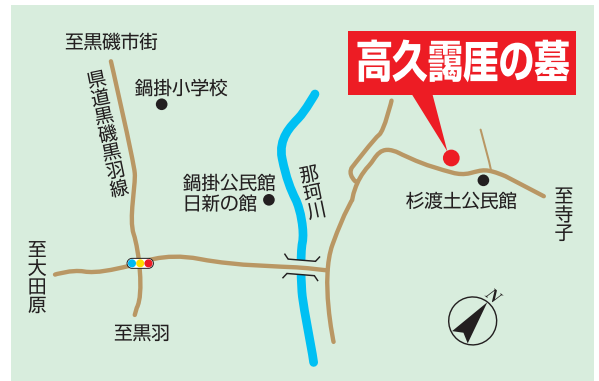 至黒磯市街
高久靄厓の墓
県道黒磯黒羽線
鍋掛小学校
鍋掛公民館
日新の館
那珂川
杉渡土公民館
至寺子
至大田原
至黒羽
N